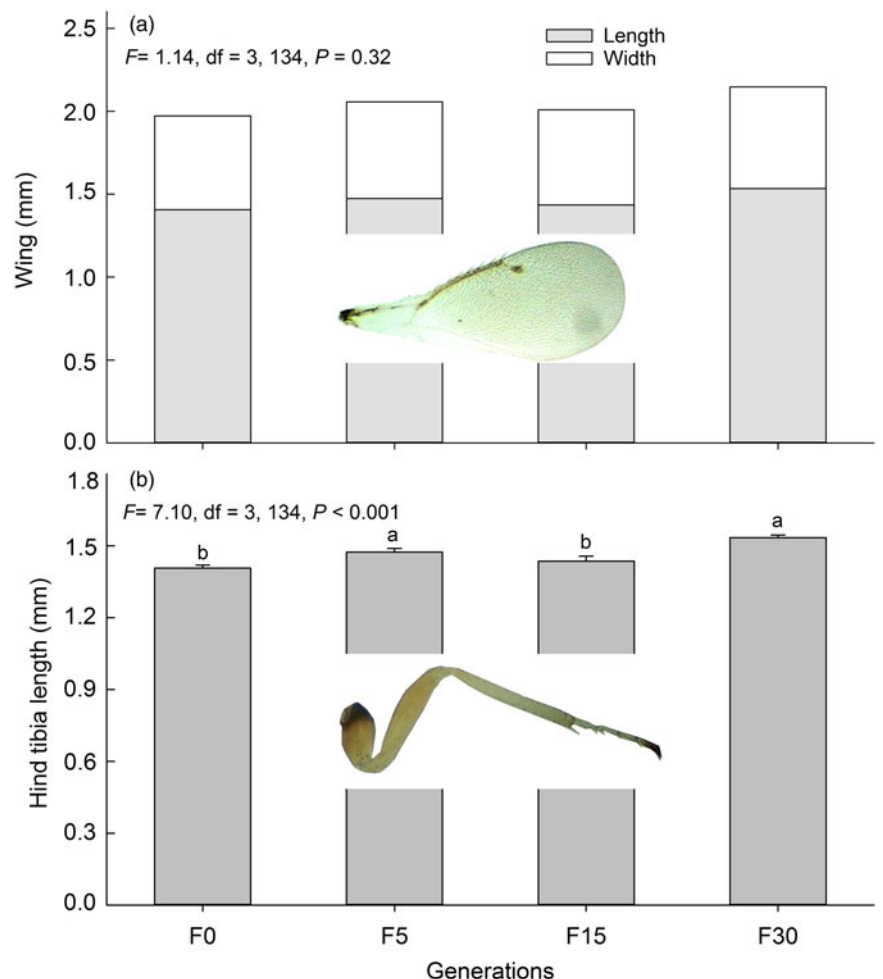 (a)
F= 1.14, df = 3, 134, P = 0.32
Length
Width
2.5
2.0
1.5
1.0
0.5
0.0
Wing (mm)
(b)
F= 7.10, df = 3, 134, P < 0.001
b
a
b
a
1.8
1.5
1.2
0.9
0.6
0.3
0.0
Hind tibia length (mm)
F0 F5 F15 F30
Generations